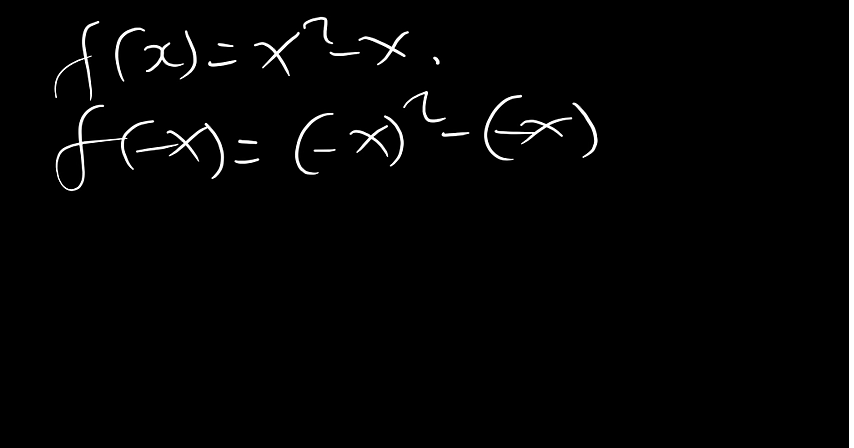 f(x) = x² - x.
f(-x) = (-x)² - (-x)